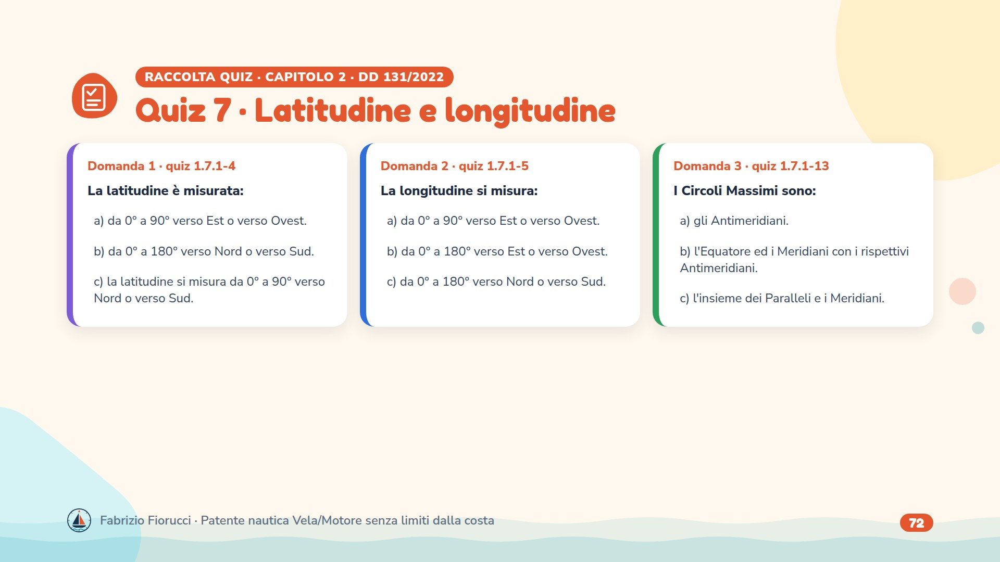 RACCOLTA QUIZ · CAPITOLO 2 · DD 131/2022
Quiz 7 · Latitudine e longitudine
Domanda 1 · quiz 1.7.1-4
La latitudine è misurata:
a) da 0° a 90° verso Est o verso Ovest.
b) da 0° a 180° verso Nord o verso Sud.
c) la latitudine si misura da 0° a 90° verso
Nord o verso Sud.
Domanda 2 · quiz 1.7.1-5
La longitudine si misura:
a) da 0° a 90° verso Est o verso Ovest.
b) da 0° a 180° verso Est o verso Ovest.
c) da 0° a 180° verso Nord o verso Sud.
Domanda 3 · quiz 1.7.1-13
I Circoli Massimi sono:
a) gli Antimeridiani.
b) l'Equatore ed i Meridiani con i rispettivi
Antimeridiani.
c) l'insieme dei Paralleli e i Meridiani.
Fabrizio Fiorucci · Patente nautica Vela/Motore senza limiti dalla costa
72